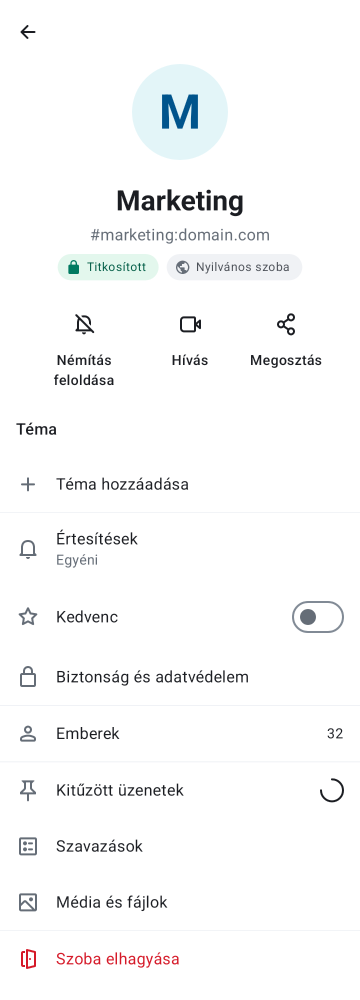 M
Marketing
#marketing:domain.com
Titkosított
Nyilvános szoba
Némítás
feloldása
Hívás
Megosztás
Téma
Téma hozzáadása
Értesítések
Egyéni
Kedvenc
Biztonság és adatvédelem
Emberek
32
Kitűzött üzenetek
Szavazások
Média és fájlok
Szoba elhagyása